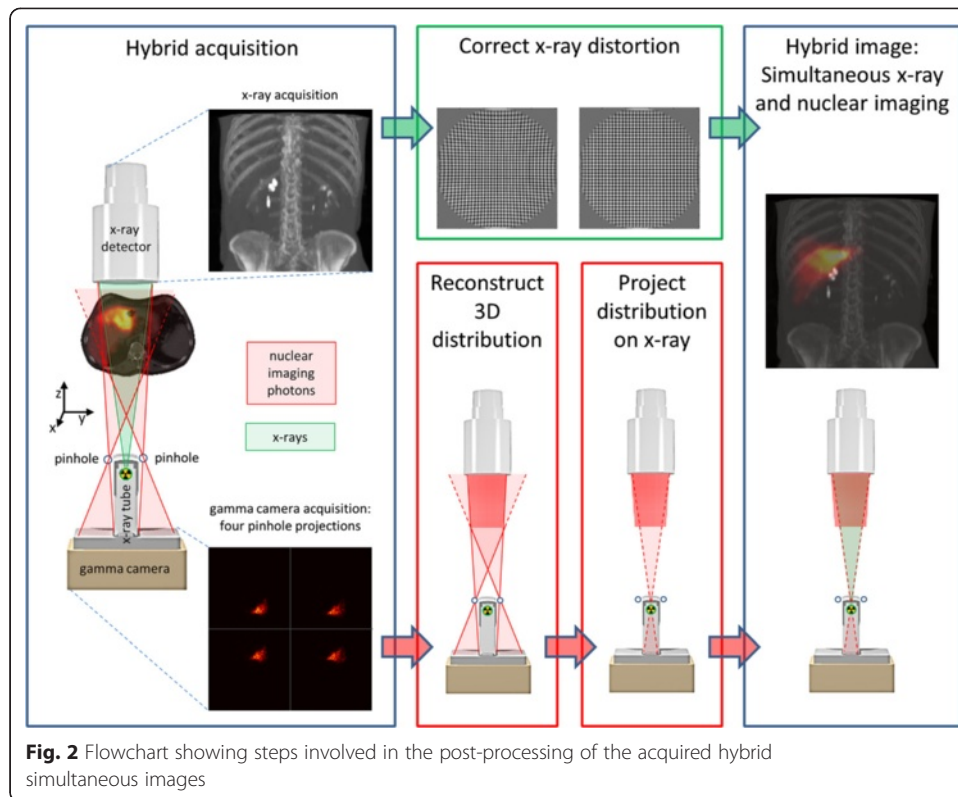 Hybrid acquisition
x-ray acquisition
x-ray
detector
nuclear
imaging
photons
x-rays
z
y
x
pinhole
pinhole
x-ray tube
gamma camera
gamma camera acquisition:
four pinhole projections
Correct x-ray distortion
Reconstruct
3D
distribution
Project
distribution
on x-ray
Hybrid image:
Simultaneous x-ray
and nuclear imaging
Fig. 2 Flowchart showing steps involved in the post-processing of the acquired hybrid
simultaneous images